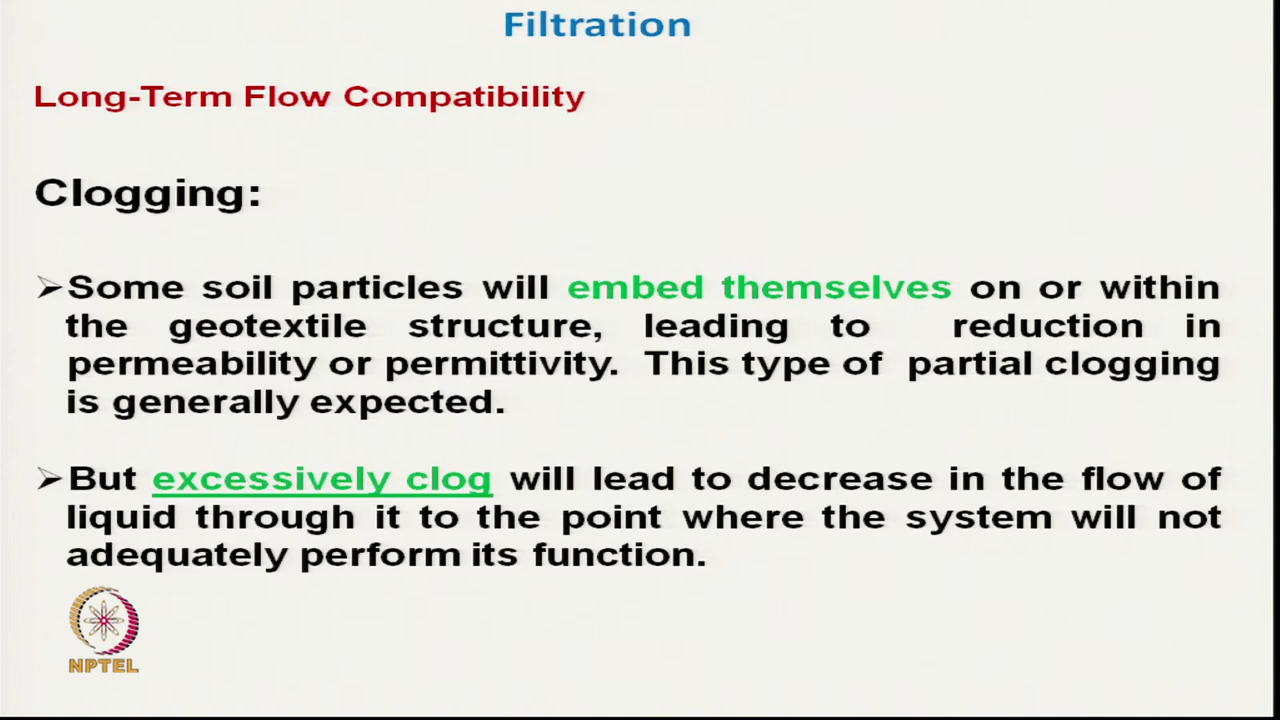 Filtration
Long-Term Flow Compatibility
Clogging:
➢Some soil particles will embed themselves on or within
the geotextile structure, leading to reduction in
permeability or permittivity. This type of partial clogging
is generally expected.
➢But excessively clog will lead to decrease in the flow of
liquid through it to the point where the system will not
adequately perform its function.
NPTEL